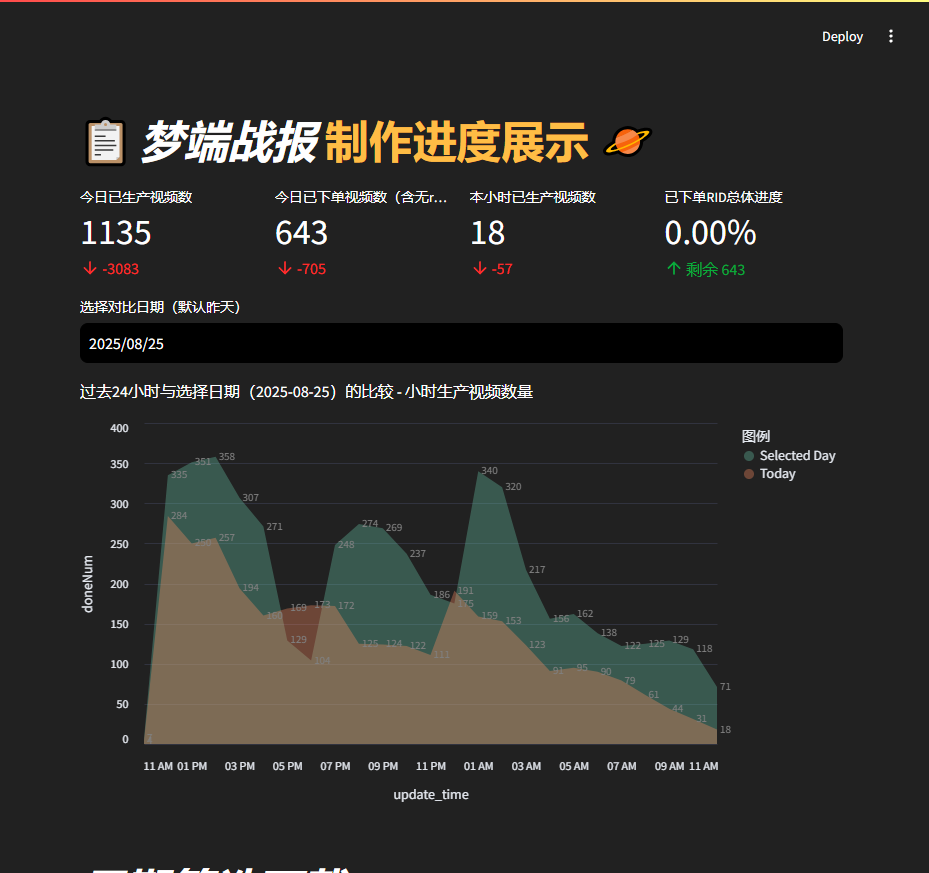 Deploy
梦端战报 制作进度展示
今日已生产视频数
1135
-3083
今日已下单视频数（含无r...
643
-705
本小时已生产视频数
18
-57
已下单RID总体进度
0.00%
剩余 643
选择对比日期（默认昨天）
2025/08/25
过去24小时与选择日期（2025-08-25）的比较 - 小时生产视频数量
图例
Selected Day
Today
doneNum
400
350
300
250
200
150
100
50
0
335 351 358 307 271 129 104 248 274 269 237 186 175 340 320 217 156 162 138 122 125 129 118 71
284 257 194 169 173 172 125 124 122 111 191 159 153 123 91 95 90 79 61 44 31 18
11 AM 01 PM 03 PM 05 PM 07 PM 09 PM 11 PM 01 AM 03 AM 05 AM 07 AM 09 AM 11 AM
update_time